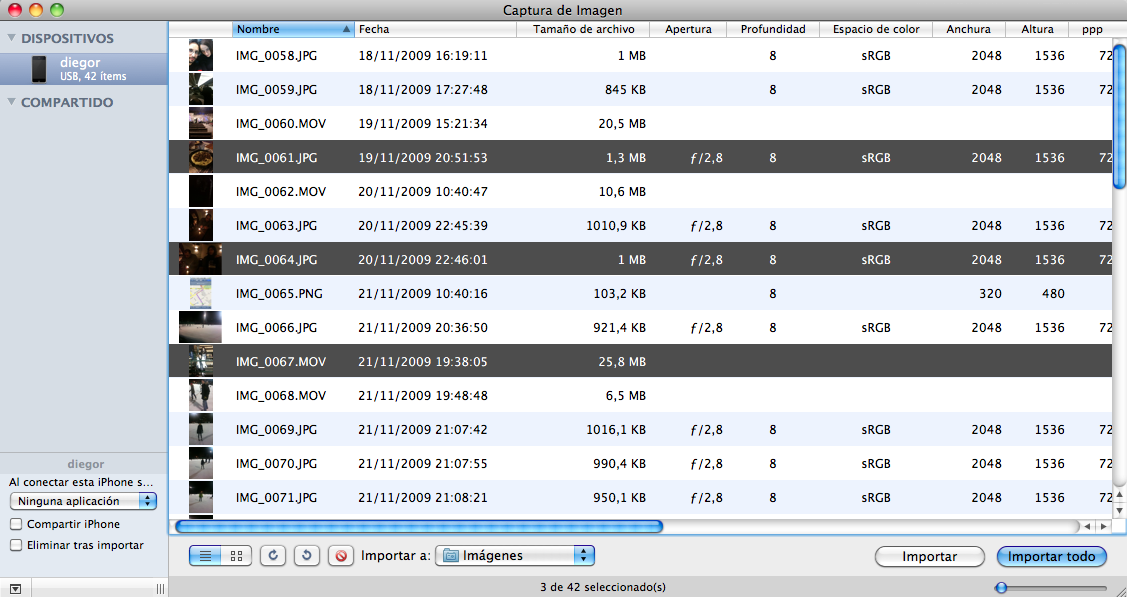 Captura de Imagen
DISPOSITIVOS
diegor
USB, 42 ítems
COMPARTIDO
Nombre Fecha Tamaño de archivo Apertura Profundidad Espacio de color Anchura Altura ppp
IMG_0058.JPG 18/11/2009 16:19:11 1 MB 8 sRGB 2048 1536 72
IMG_0059.JPG 18/11/2009 17:27:48 845 KB 8 sRGB 2048 1536 72
IMG_0060.MOV 19/11/2009 15:21:34 20,5 MB
IMG_0061.JPG 19/11/2009 20:51:53 1,3 MB ƒ/2,8 8 sRGB 2048 1536 72
IMG_0062.MOV 20/11/2009 10:40:47 10,6 MB
IMG_0063.JPG 20/11/2009 22:45:39 1010,9 KB ƒ/2,8 8 sRGB 2048 1536 72
IMG_0064.JPG 20/11/2009 22:46:01 1 MB ƒ/2,8 8 sRGB 2048 1536 72
IMG_0065.PNG 21/11/2009 10:40:16 103,2 KB 8 320 480
IMG_0066.JPG 21/11/2009 20:36:50 921,4 KB ƒ/2,8 8 sRGB 2048 1536 72
IMG_0067.MOV 21/11/2009 19:38:05 25,8 MB
IMG_0068.MOV 21/11/2009 19:48:48 6,5 MB
IMG_0069.JPG 21/11/2009 21:07:42 1016,1 KB ƒ/2,8 8 sRGB 2048 1536 72
IMG_0070.JPG 21/11/2009 21:07:55 990,4 KB ƒ/2,8 8 sRGB 2048 1536 72
IMG_0071.JPG 21/11/2009 21:08:21 950,1 KB ƒ/2,8 8 sRGB 2048 1536 72
diegor
Al conectar esta iPhone s...
Ninguna aplicación
Compartir iPhone
Eliminar tras importar
Importar a: Imágenes Importar Importar todo
3 de 42 seleccionado(s)